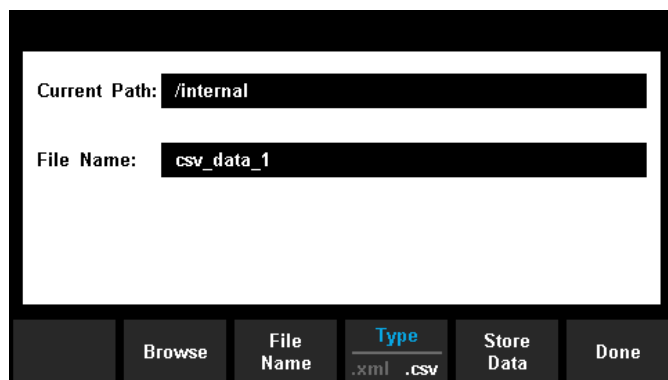 Current Path: /internal
File Name: csv_data_1
Browse File Name Type .xml .csv Store Data Done